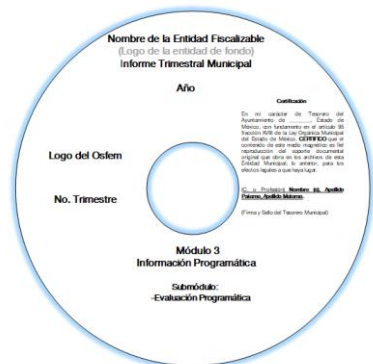 Nombre de la Entidad Fiscalizable
(Logo de la entidad de fondo)
Informe Trimestral Municipal
Año
Certificación
En mi carácter de Tesorero del
Ayuntamiento de ________, Estado de
México, con fundamento en el artículo 95
fracción XVIII de la Ley Orgánica Municipal
del Estado de México, CERTIFICO que el
contenido de este medio magnético es fiel
reproducción del soporte documental
original que obra en los archivos de esta
Entidad Municipal, lo anterior, para los
efectos legales a que haya lugar.
(C. o Profesión) Nombre (s), Apellido
Paterno, Apellido Materno.
(Firma y Sello del Tesorero Municipal)
Logo del Osfem
No. Trimestre
Módulo 3
Información Programática
Submódulo:
-Evaluación Programática